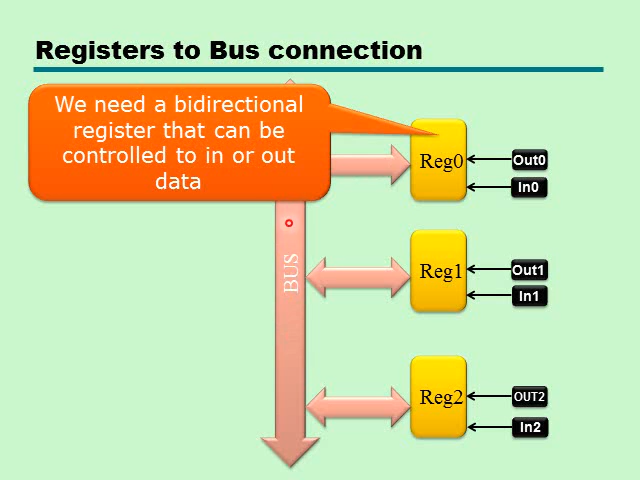 Registers to Bus connection
We need a bidirectional
register that can be
controlled to in or out
data
Reg0
Out0
In0
BUS
Reg1
Out1
In1
Reg2
OUT2
In2